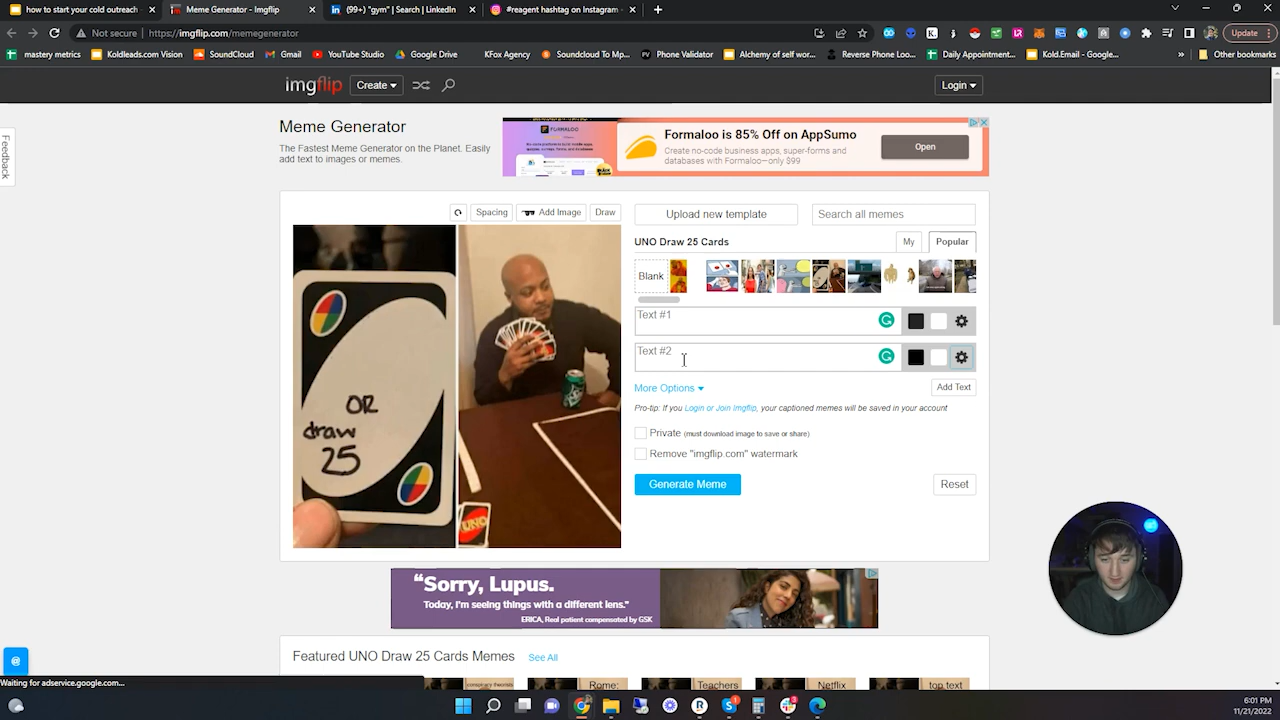 how to start your cold outreach
Meme Generator - Imgflip
(99+) "gym" | Search | LinkedIn
#reagent hashtag on Instagram -
Not secure | https://imgflip.com/memegenerator
Update
mastery metrics
Koldleads.com Vision
SoundCloud
Gmail
YouTube Studio
Google Drive
KFox Agency
Soundcloud To Mp...
Phone Validator
Alchemy of self wor...
Reverse Phone Loo...
Daily Appointment...
Kold.Email - Google...
Other bookmarks
imgflip
Create
Login
Feedback
Meme Generator
The Fastest Meme Generator on the Planet. Easily
add text to images or memes.
FORMALOO
Formaloo is 85% Off on AppSumo
Create no-code business apps, super-forms and
databases with Formaloo—only $99
Open
Spacing
Add Image
Draw
Upload new template
Search all memes
UNO Draw 25 Cards
My
Popular
Blank
Text #1
Text #2
More Options
Add Text
Pro-tip: If you Login or Join Imgflip, your captioned memes will be saved in your account
Private (must download image to save or share)
Remove "imgflip.com" watermark
Generate Meme
Reset
OR
draw
25
UNO
“Sorry, Lupus.
Today, I'm seeing things with a different lens.”
ERICA, Real patient compensated by GSK
Featured UNO Draw 25 Cards Memes
See All
conspiracy theorists
Rome:
Teachers
Netflix
top text
Waiting for adservice.google.com...
6:01 PM
11/21/2022